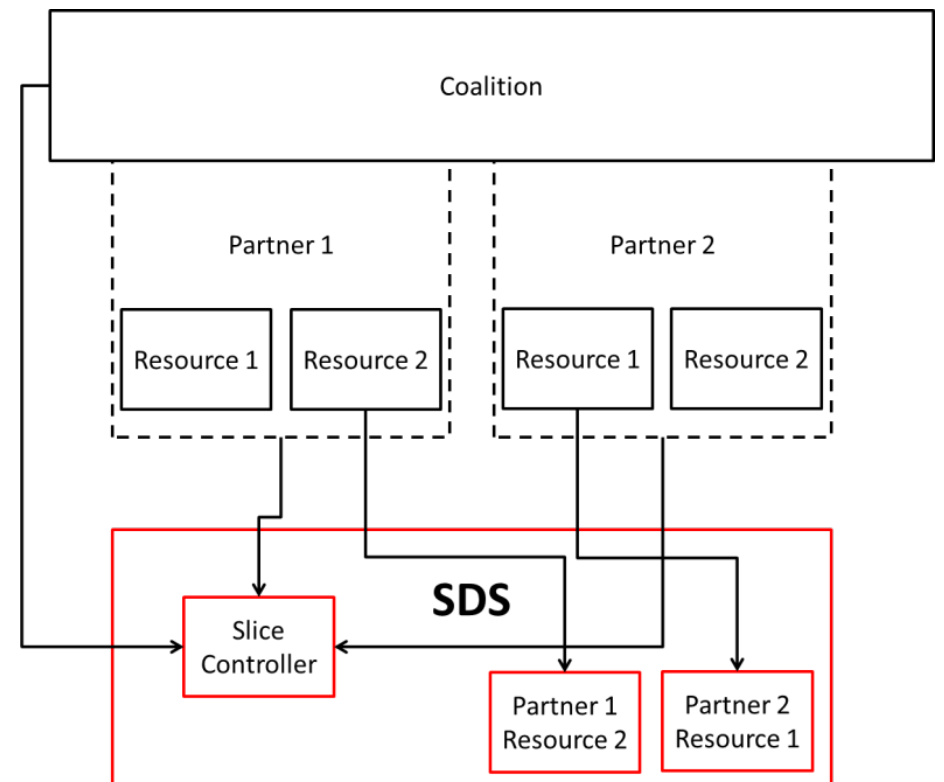 Coalition
Partner 1
Partner 2
Resource 1
Resource 2
Resource 1
Resource 2
SDS
Slice
Controller
Partner 1
Resource 2
Partner 2
Resource 1